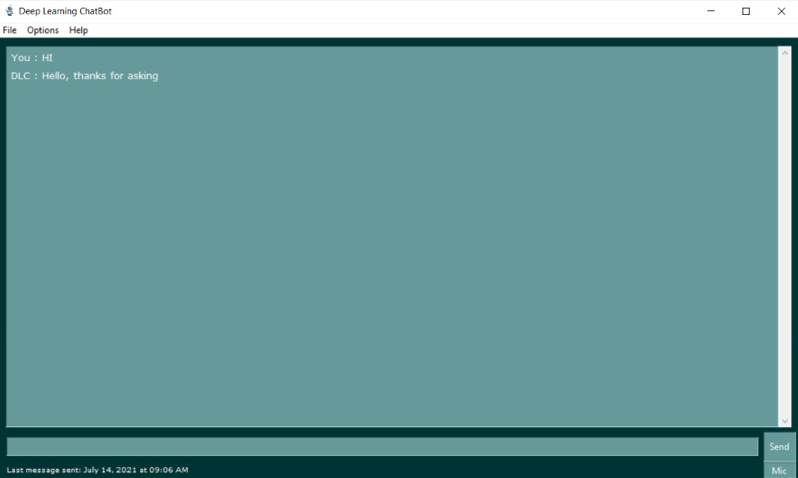 Deep Learning ChatBot
File Options Help
You : HI
DLC : Hello, thanks for asking
Send
Last message sent: July 14, 2021 at 09:06 AM
Mic